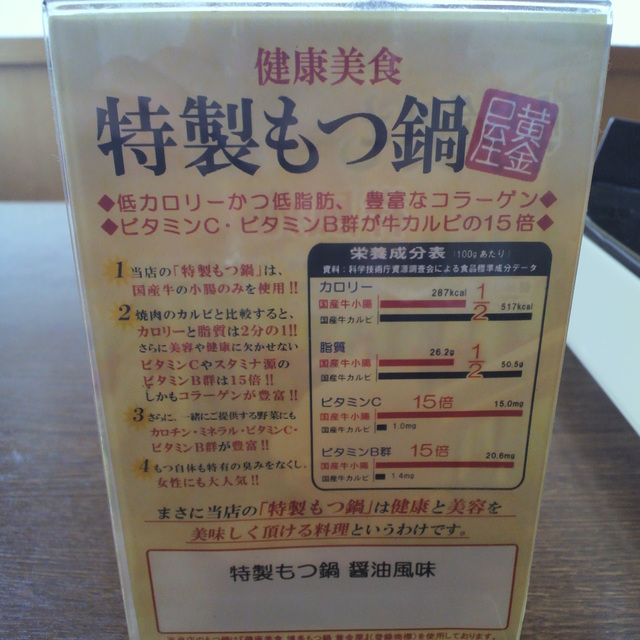 健康美食
特製もつ鍋
黄金屋
◆低カロリーかつ低脂肪、豊富なコラーゲン◆
◆ビタミンC・ビタミンB群が牛カルビの15倍◆
1 当店の「特製もつ鍋」は、
国産牛の小腸のみを使用!!
2 焼肉のカルビと比較すると、
カロリーと脂質は2分の1!!
さらに美容や健康に欠かせない
ビタミンCやスタミナ源の
ビタミンB群は15倍!!
しかもコラーゲンが豊富!!
3 さらに、一緒にご提供する野菜にも
カロチン・ミネラル・ビタミンC・
ビタミンB群が豊富!!
4 もつ自体も特有の臭みをなくし、
女性にも大人気!!
栄養成分表 (100gあたり)
資料:科学技術庁資源調査会による食品標準成分データ
カロリー
国産牛小腸 287kcal
国産牛カルビ 517kcal
1/2
脂質
国産牛小腸 26.2g
国産牛カルビ 50.5g
1/2
ビタミンC 15倍
国産牛小腸 15.0mg
国産牛カルビ 1.0mg
ビタミンB群 15倍
国産牛小腸 20.6mg
国産牛カルビ 1.4mg
まさに当店の「特製もつ鍋」は健康と美容を
美味しく頂ける料理というわけです。
特製もつ鍋 醤油風味